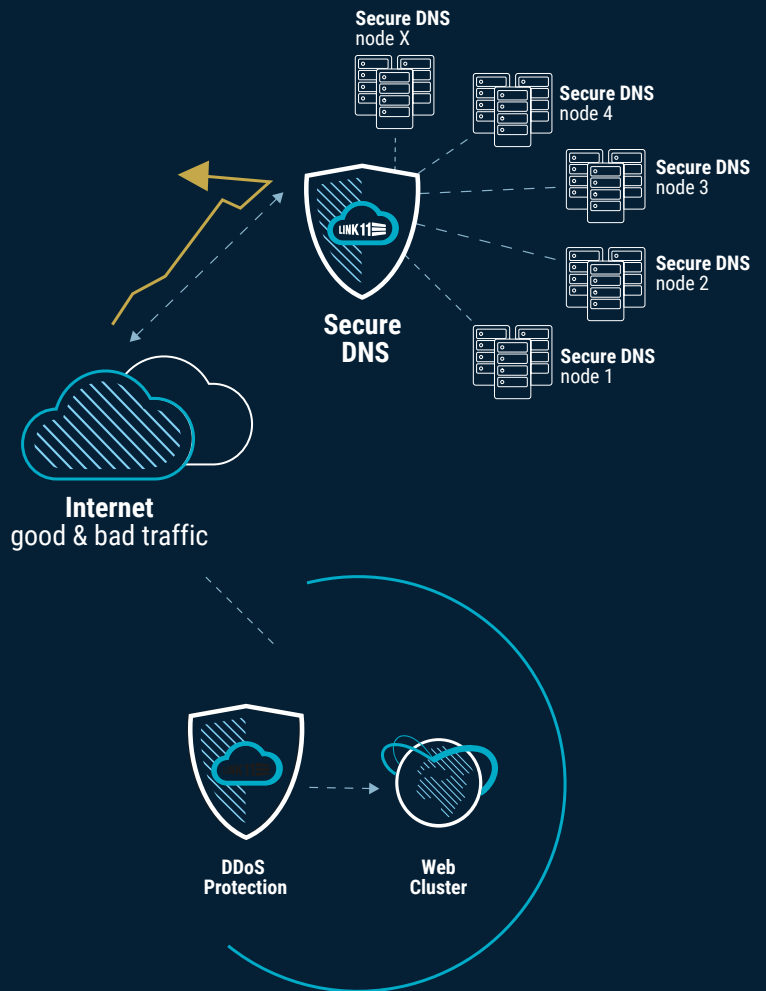 Secure DNS
node X
Secure DNS
node 4
Secure DNS
node 3
LINK11
Secure DNS
node 2
Secure
DNS
Secure DNS
node 1
Internet
good & bad traffic
DDoS
Protection
Web
Cluster